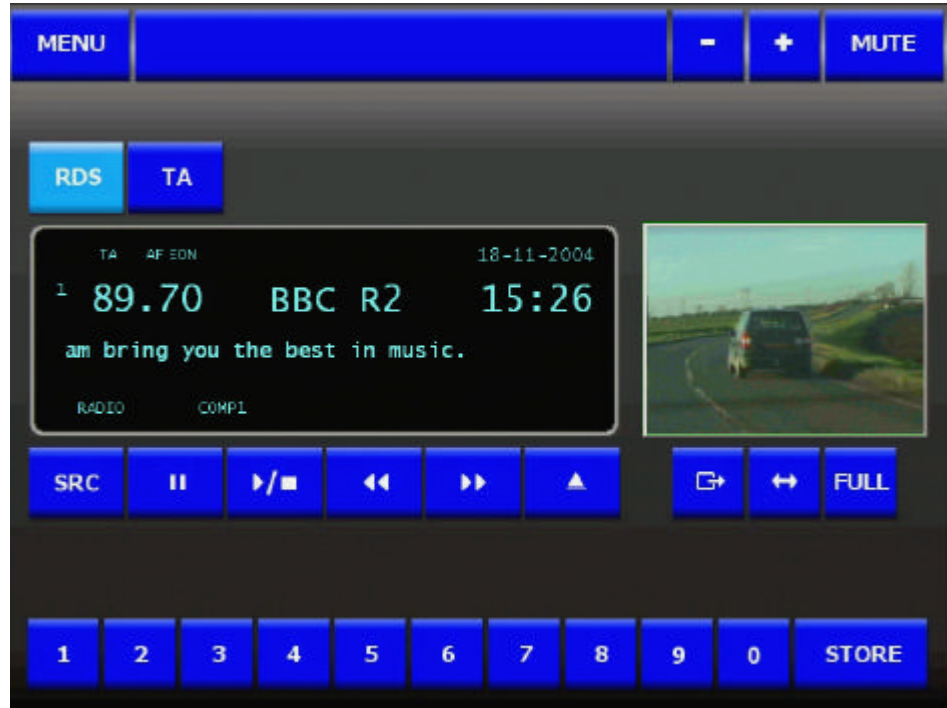 MENU - + MUTE
RDS TA
TA AF EON 18-11-2004
1 89.70 BBC R2 15:26
am bring you the best in music.
RADIO COMP1
SRC FULL
1 2 3 4 5 6 7 8 9 0 STORE